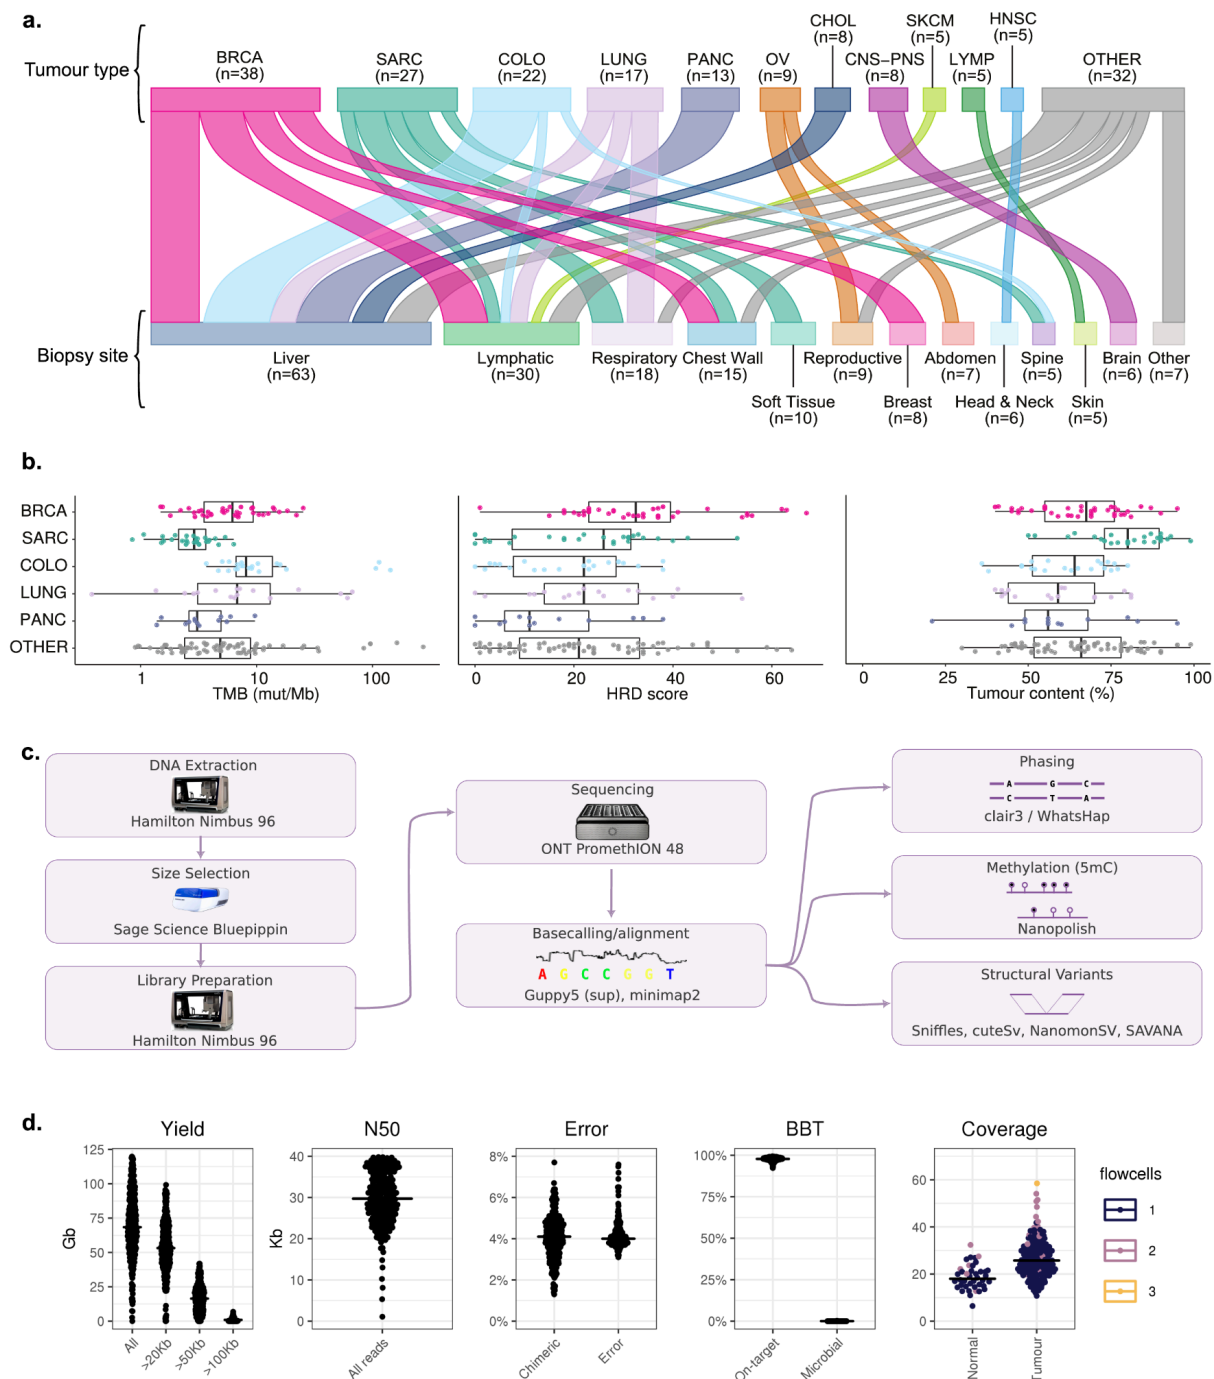 a.
Tumour type
BRCA
(n=38)
SARC
(n=27)
COLO
(n=22)
LUNG
(n=17)
PANC
(n=13)
OV
(n=9)
CHOL
(n=8)
CNS−PNS
(n=8)
SKCM
(n=5)
LYMP
(n=5)
HNSC
(n=5)
OTHER
(n=32)
Biopsy site
Liver
(n=63)
Lymphatic
(n=30)
Respiratory
(n=18)
Chest Wall
(n=15)
Soft Tissue
(n=10)
Reproductive
(n=9)
Breast
(n=8)
Abdomen
(n=7)
Head & Neck
(n=6)
Spine
(n=5)
Skin
(n=5)
Brain
(n=6)
Other
(n=7)
b.
BRCA
SARC
COLO
LUNG
PANC
OTHER
1 10 100
TMB (mut/Mb)
0 20 40 60
HRD score
0 25 50 75 100
Tumour content (%)
c.
DNA Extraction
Hamilton Nimbus 96
Size Selection
Sage Science Bluepippin
Library Preparation
Hamilton Nimbus 96
Sequencing
ONT PromethION 48
Basecalling/alignment
A G C C G G T
Guppy5 (sup), minimap2
Phasing
A G C
C T A
clair3 / WhatsHap
Methylation (5mC)
Nanopolish
Structural Variants
Sniffles, cuteSv, NanomonSV, SAVANA
d.
Yield
Gb
125
100
75
50
25
0
All
>20Kb
>50Kb
>100Kb
N50
Kb
40
30
20
10
0
All reads
Error
8%
6%
4%
2%
0%
Chimeric
Error
BBT
100%
75%
50%
25%
0%
On-target
Microbial
Coverage
60
40
20
0
Normal
Tumour
flowcells
1
2
3